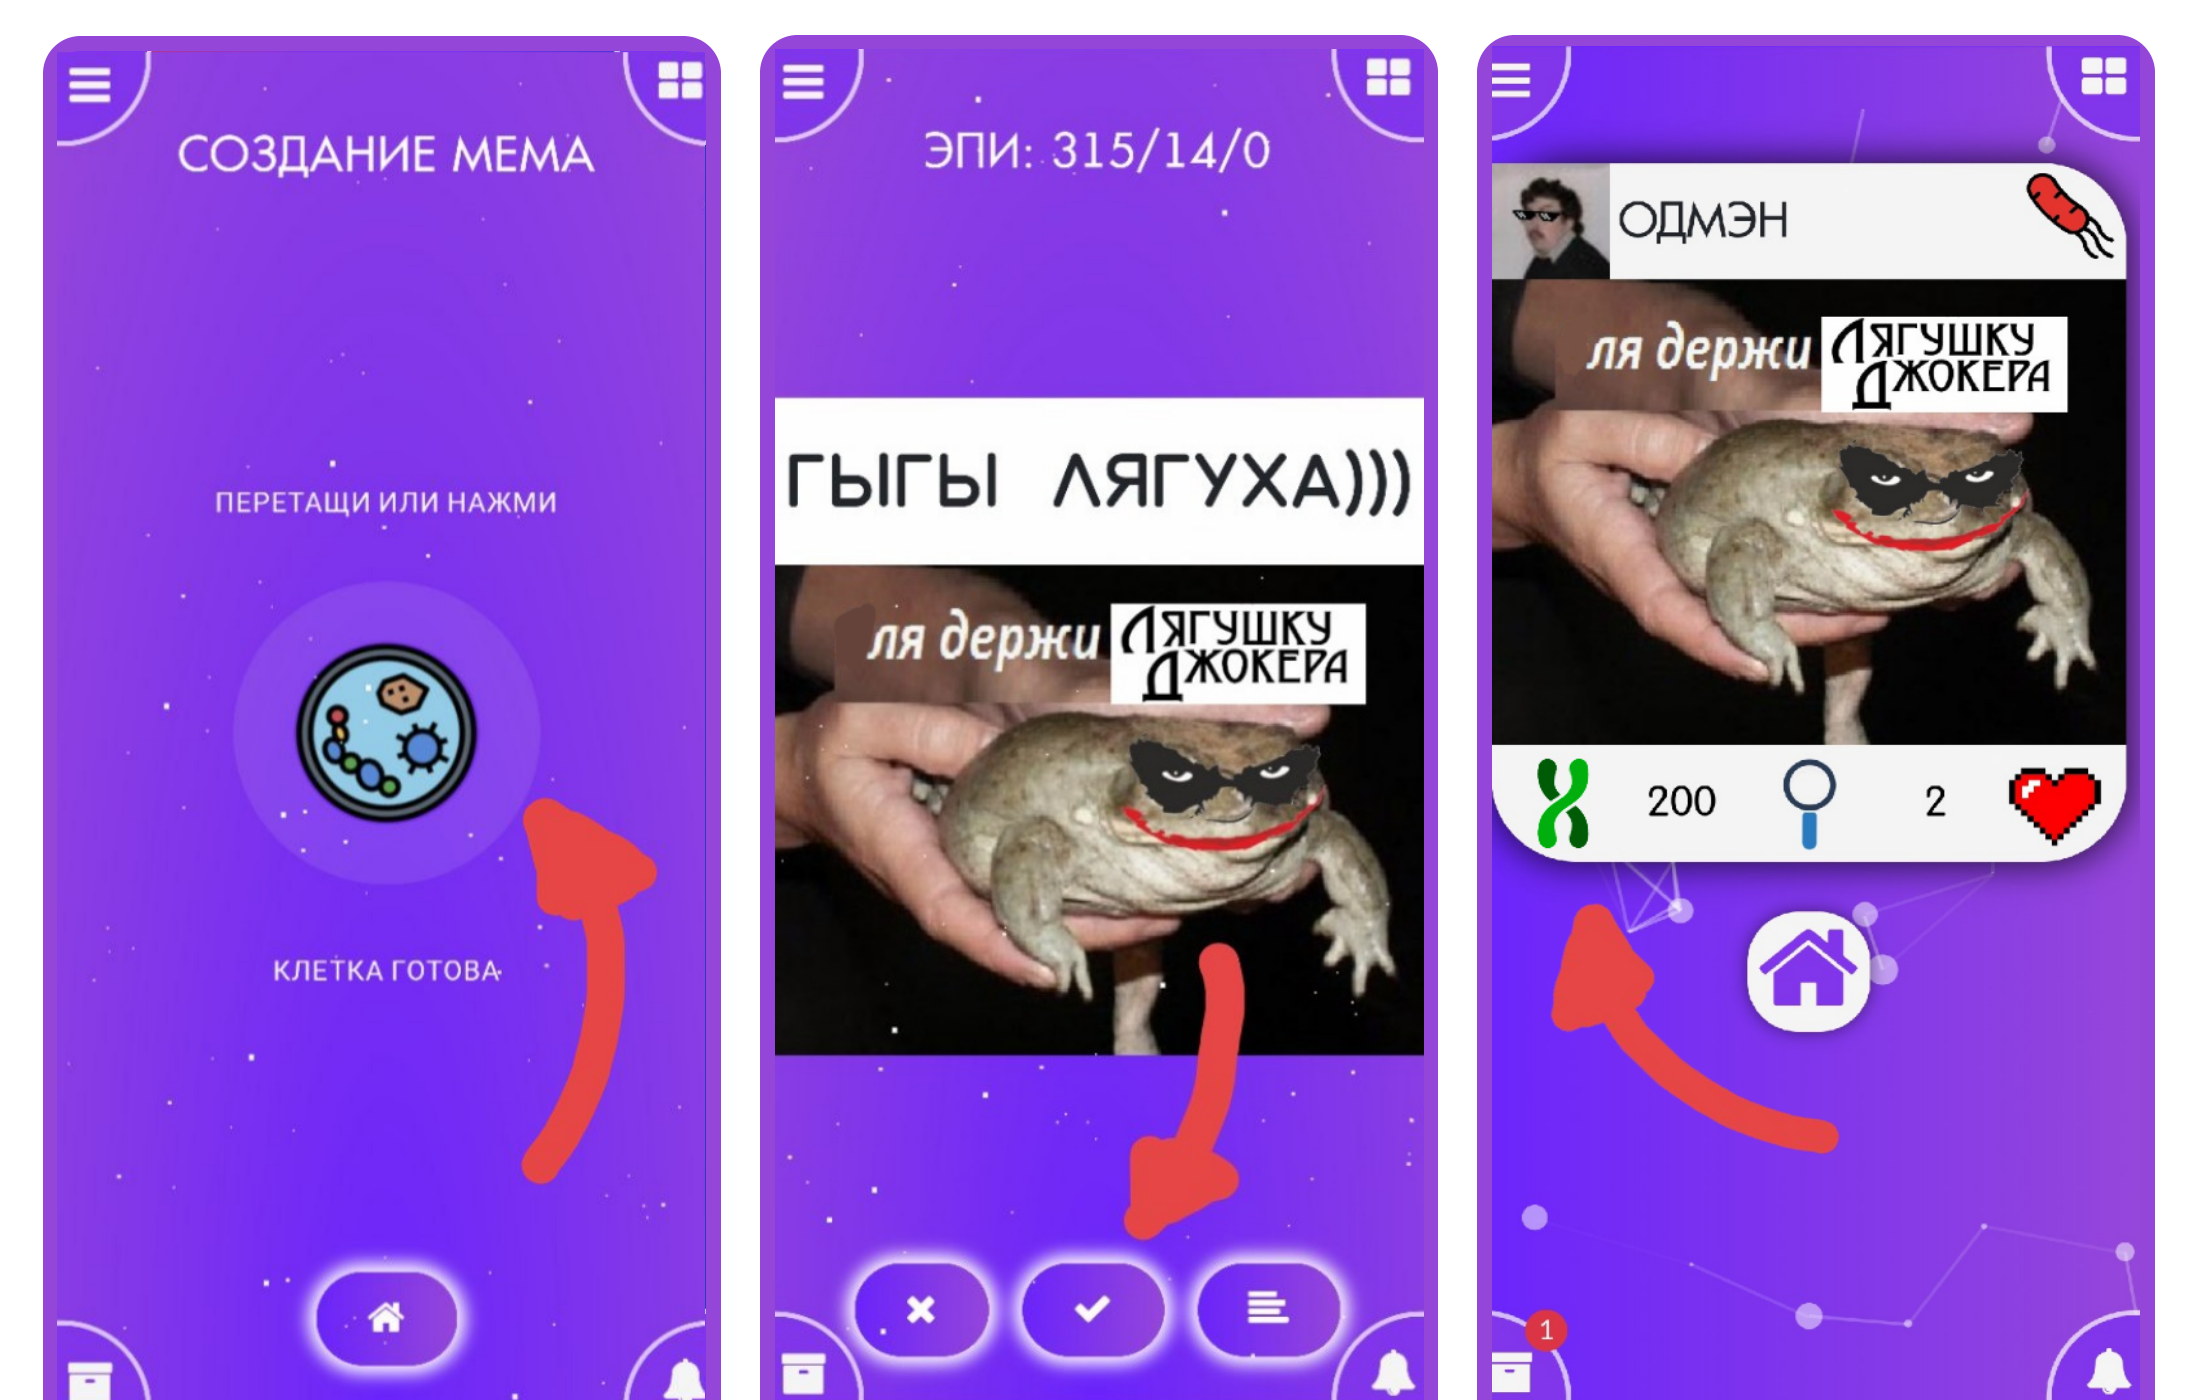 СОЗДАНИЕ МЕМА
ПЕРЕТАЩИ ИЛИ НАЖМИ
КЛЕТКА ГОТОВА
ЭПИ: 315/14/0
ГЫГЫ ЛЯГУХА)))
ля держи
ЛЯГУШКУ
ДЖОКЕРА
ОДМЭН
ля держи
ЛЯГУШКУ
ДЖОКЕРА
200
2
1